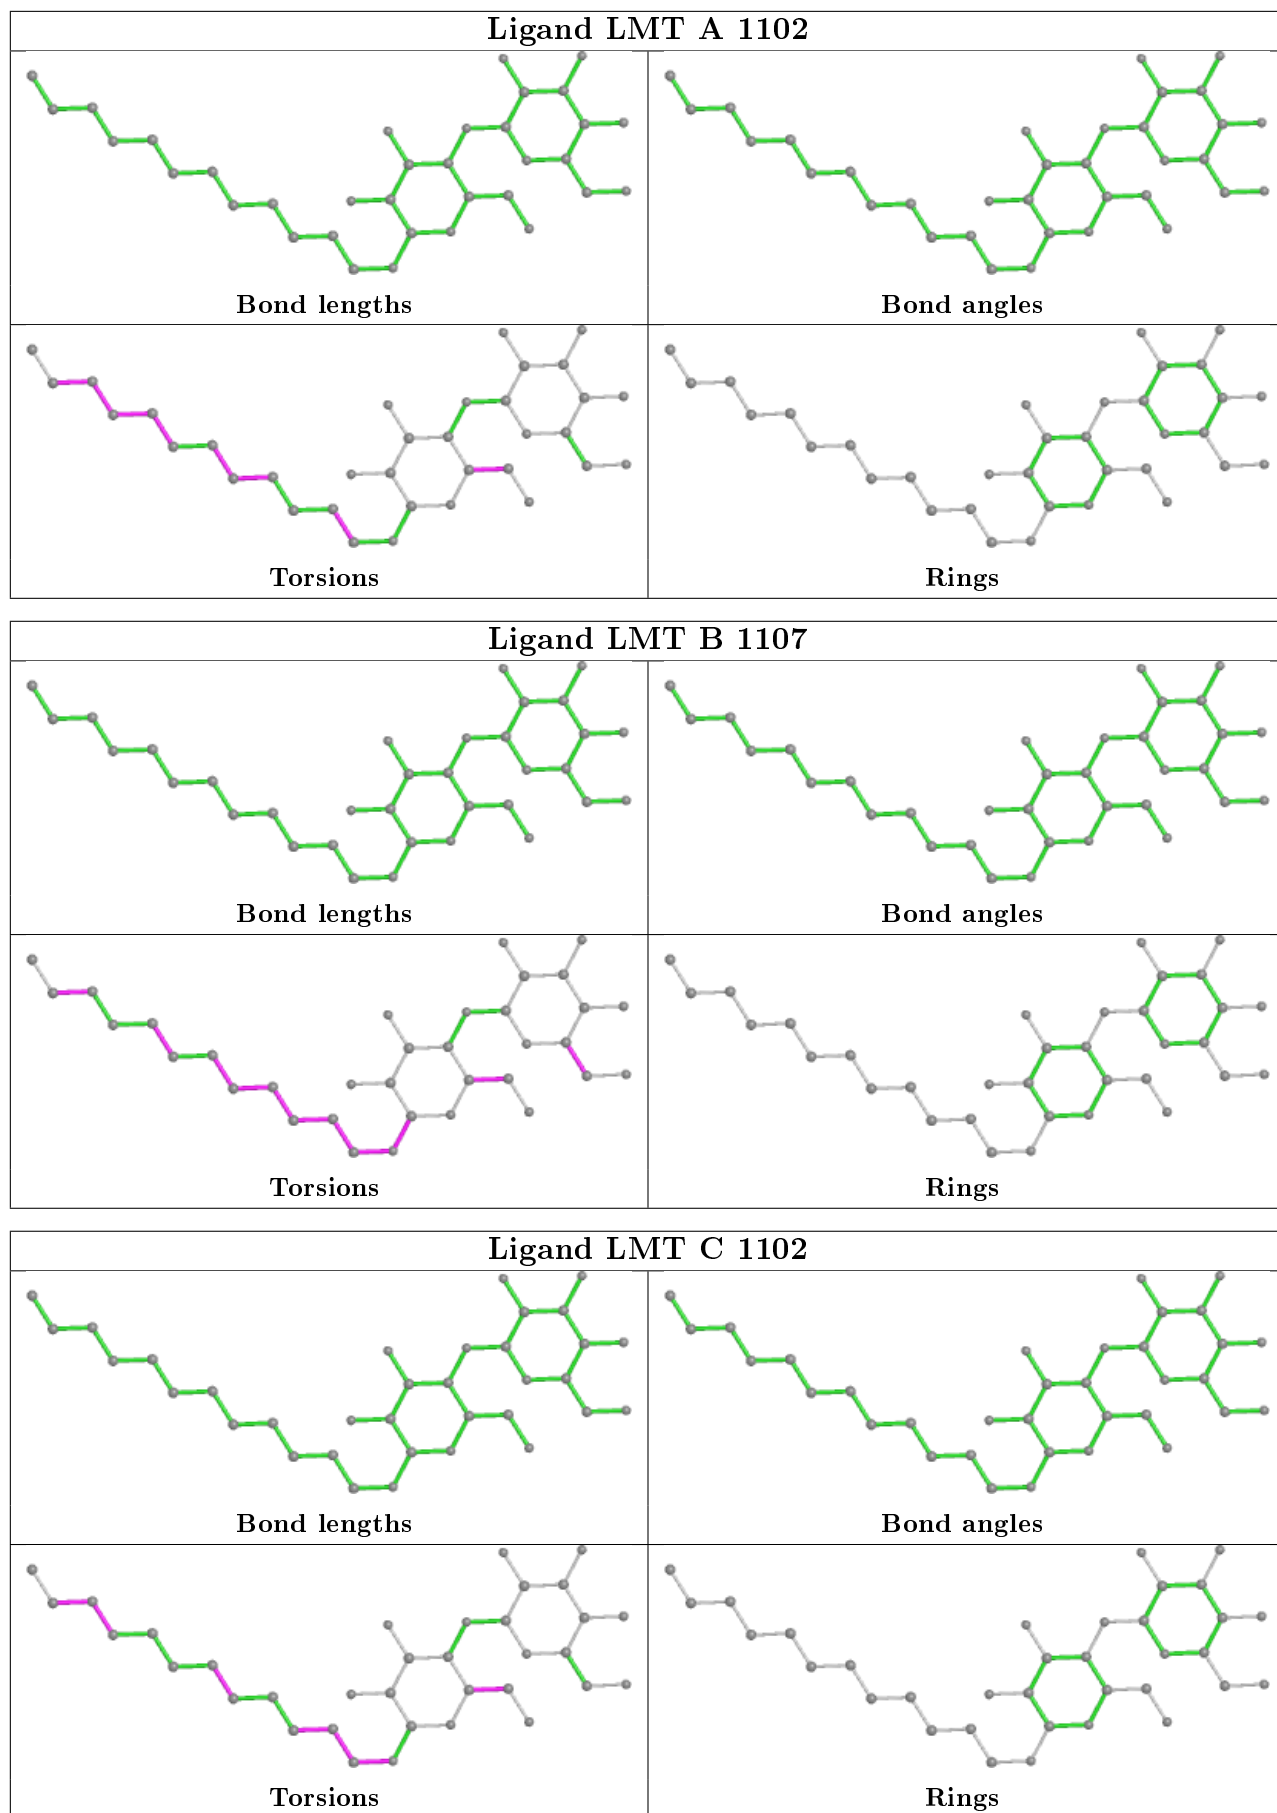 Ligand LMT A 1102
Bond lengths
Bond angles
Torsions
Rings
Ligand LMT B 1107
Bond lengths
Bond angles
Torsions
Rings
Ligand LMT C 1102
Bond lengths
Bond angles
Torsions
Rings